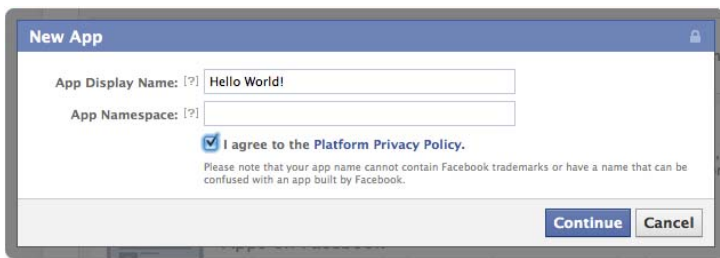 New App
App Display Name: [?] Hello World!
App Namespace: [?]
I agree to the Platform Privacy Policy.
Please note that your app name cannot contain Facebook trademarks or have a name that can be
confused with an app built by Facebook.
Continue Cancel